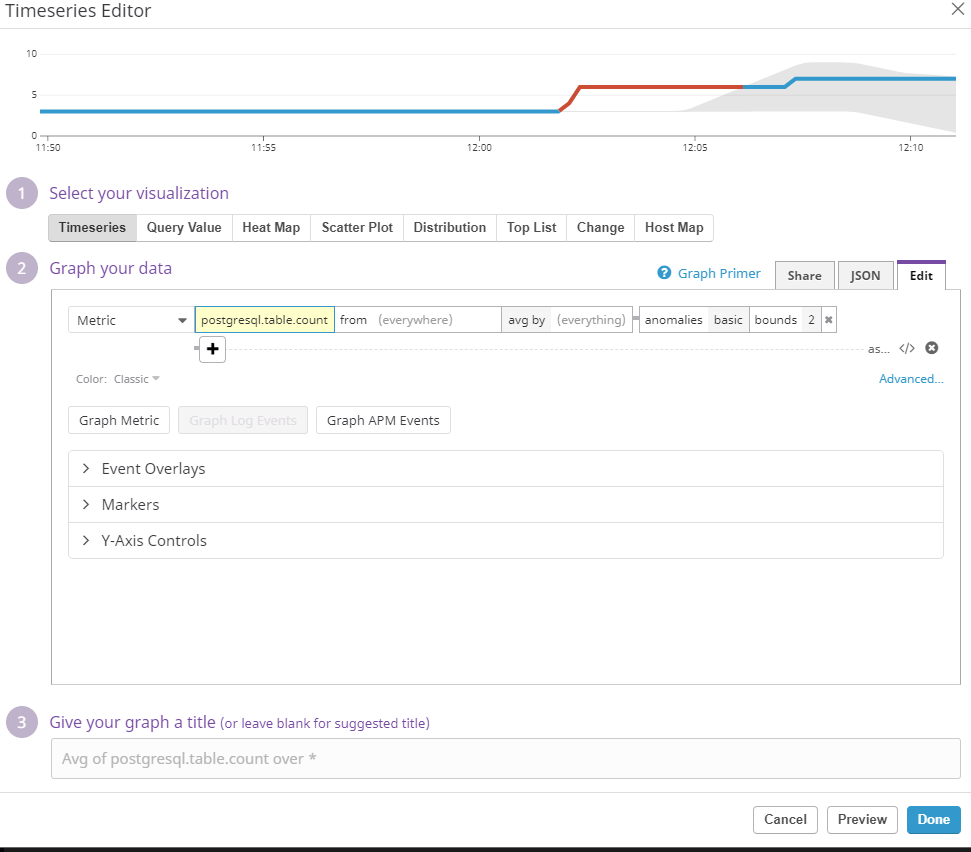 Timeseries Editor
10
5
0
11:50 11:55 12:00 12:05 12:10
1 Select your visualization
Timeseries Query Value Heat Map Scatter Plot Distribution Top List Change Host Map
2 Graph your data
? Graph Primer Share JSON Edit
Metric postgresql.table.count from (everywhere) avg by (everything) anomalies basic bounds 2
+ as... </>
Color: Classic Advanced...
Graph Metric Graph Log Events Graph APM Events
Event Overlays
Markers
Y-Axis Controls
3 Give your graph a title (or leave blank for suggested title)
Avg of postgresql.table.count over *
Cancel Preview Done